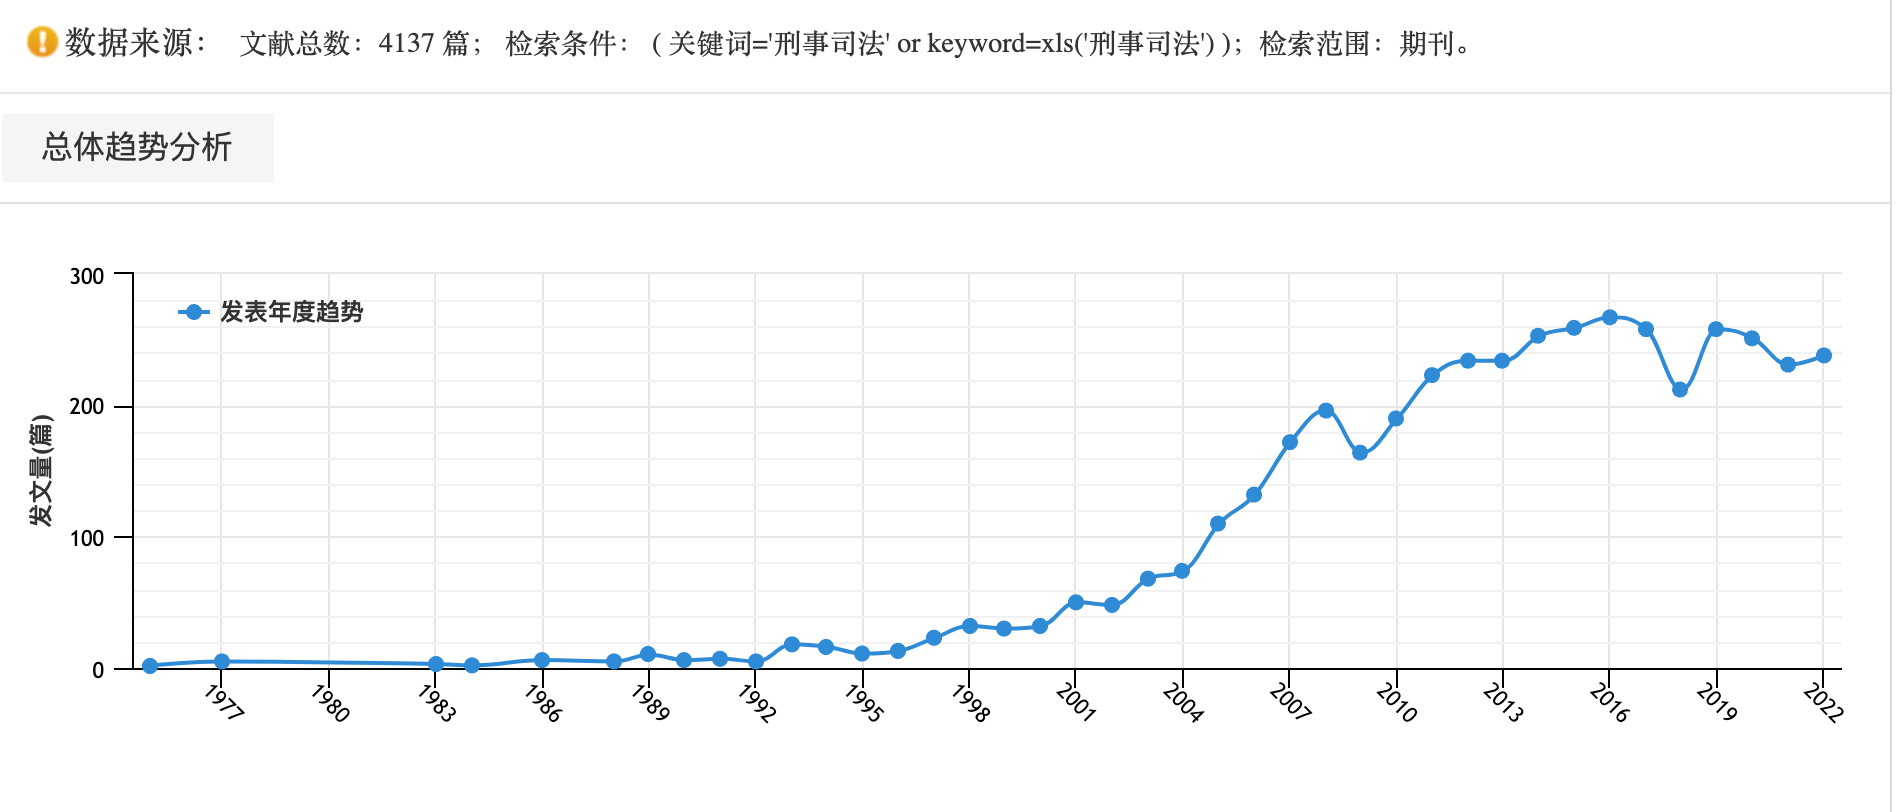 数据来源： 文献总数：4137 篇； 检索条件：（ 关键词='刑事司法' or keyword=xls('刑事司法') )；检索范围：期刊。
总体趋势分析
发表年度趋势
发文量(篇)
300
200
100
0
1977 1980 1983 1986 1989 1992 1995 1998 2001 2004 2007 2010 2013 2016 2019 2022